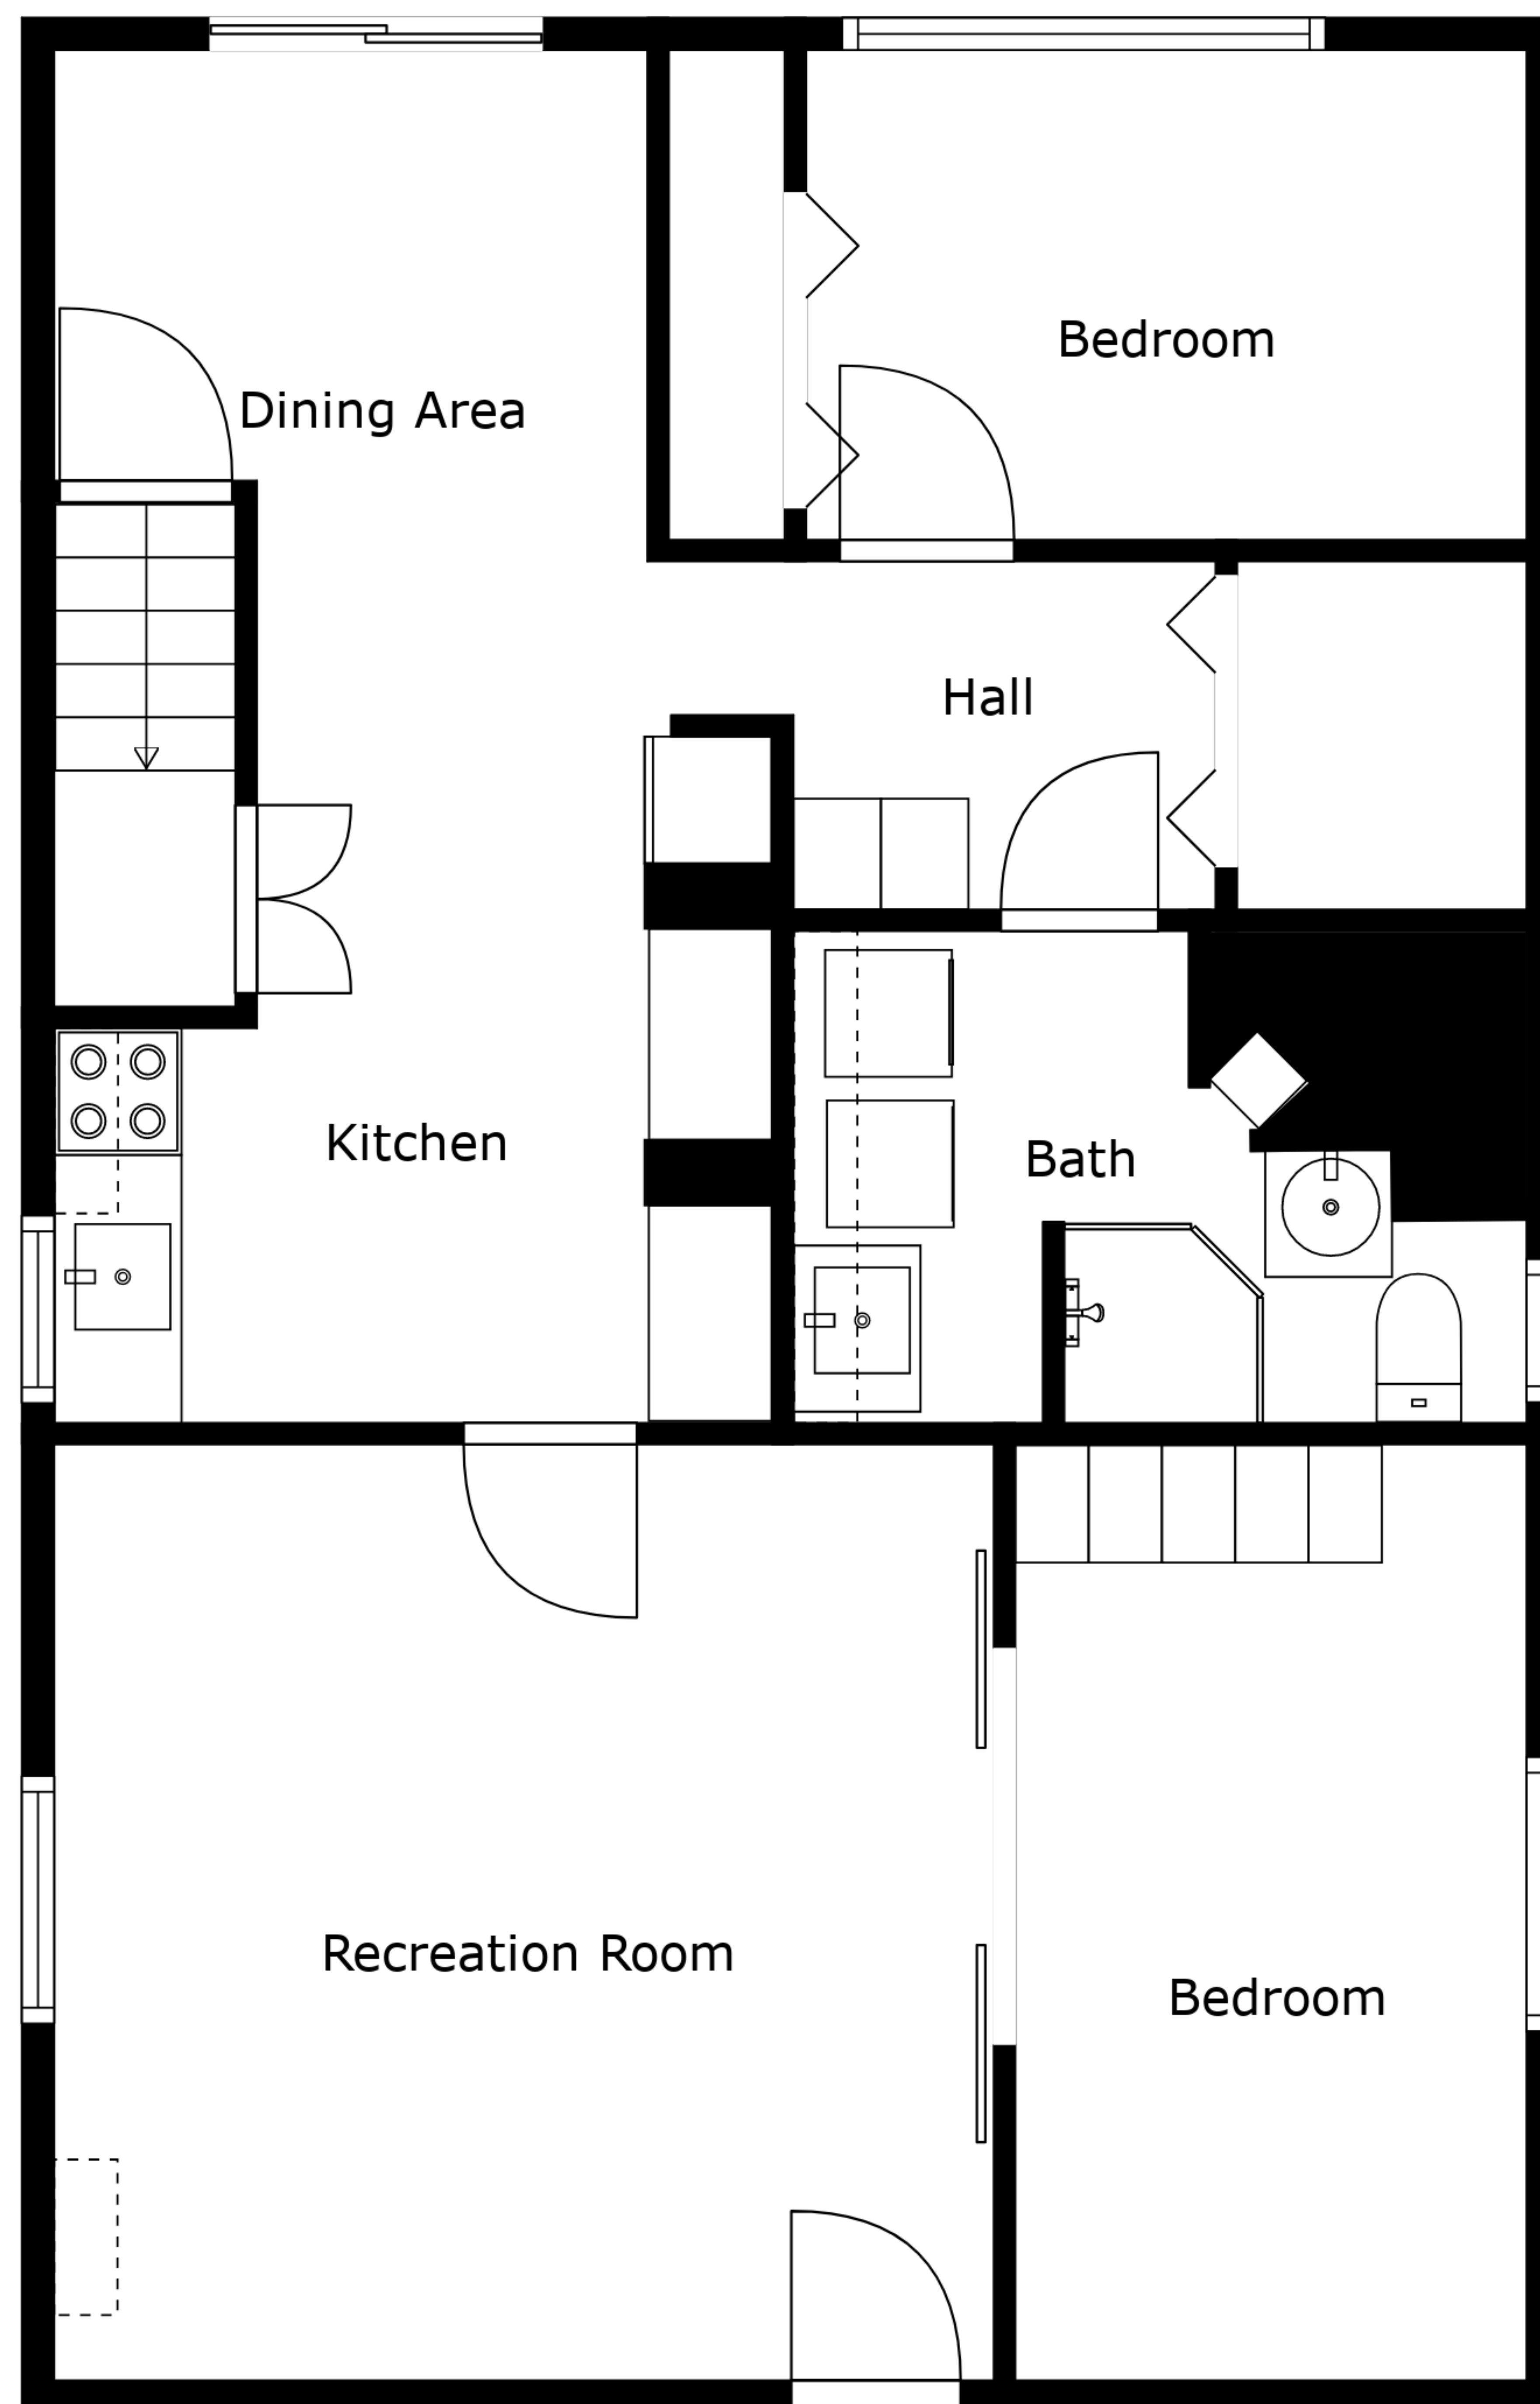 Bedroom
Dining Area
Hall
Kitchen
Bath
Recreation Room
Bedroom